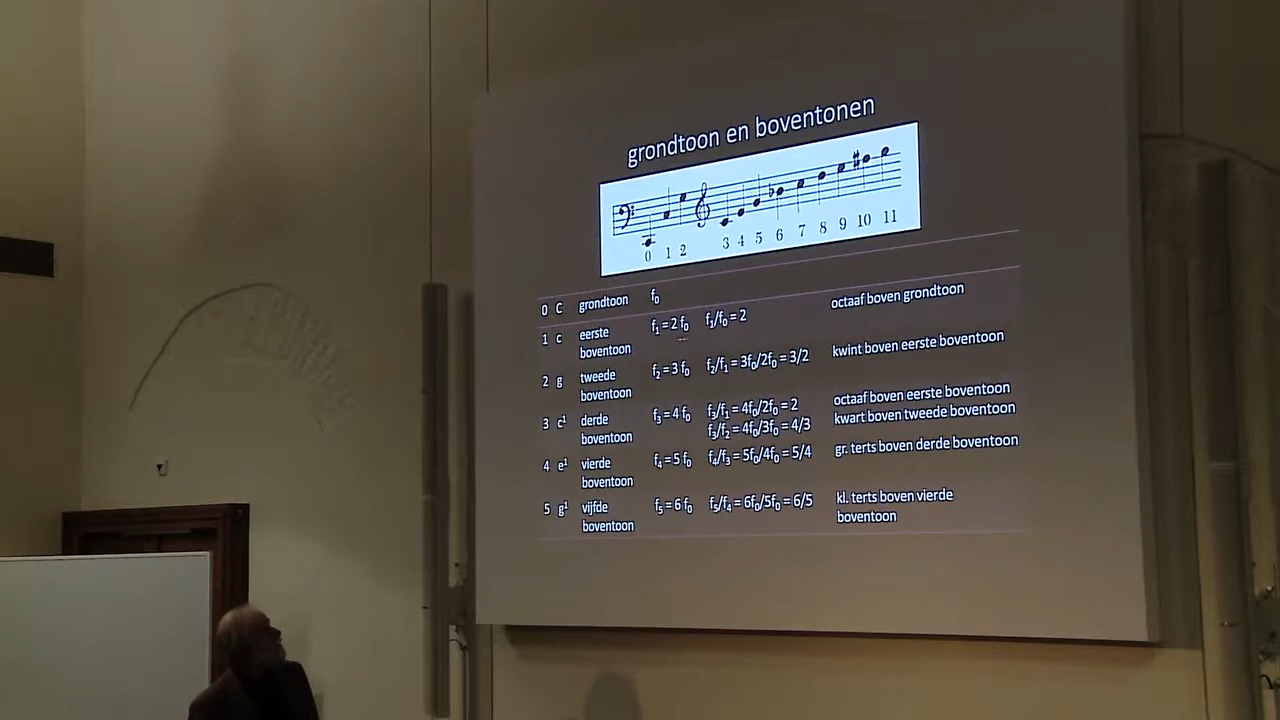 grondtoon en boventonen
0 1 2 3 4 5 6 7 8 9 10 11
0 C grondtoon f₀
1 c eerste boventoon f₁ = 2 f₀ f₁/f₀ = 2 octaaf boven grondtoon
2 g tweede boventoon f₂ = 3 f₀ f₂/f₁ = 3f₀/2f₀ = 3/2 kwint boven eerste boventoon
3 c¹ derde boventoon f₃ = 4 f₀ f₃/f₁ = 4f₀/2f₀ = 2 octaaf boven eerste boventoon
f₃/f₂ = 4f₀/3f₀ = 4/3 kwart boven tweede boventoon
4 e¹ vierde boventoon f₄ = 5 f₀ f₄/f₃ = 5f₀/4f₀ = 5/4 gr. terts boven derde boventoon
5 g¹ vijfde boventoon f₅ = 6 f₀ f₅/f₄ = 6f₀/5f₀ = 6/5 kl. terts boven vierde boventoon